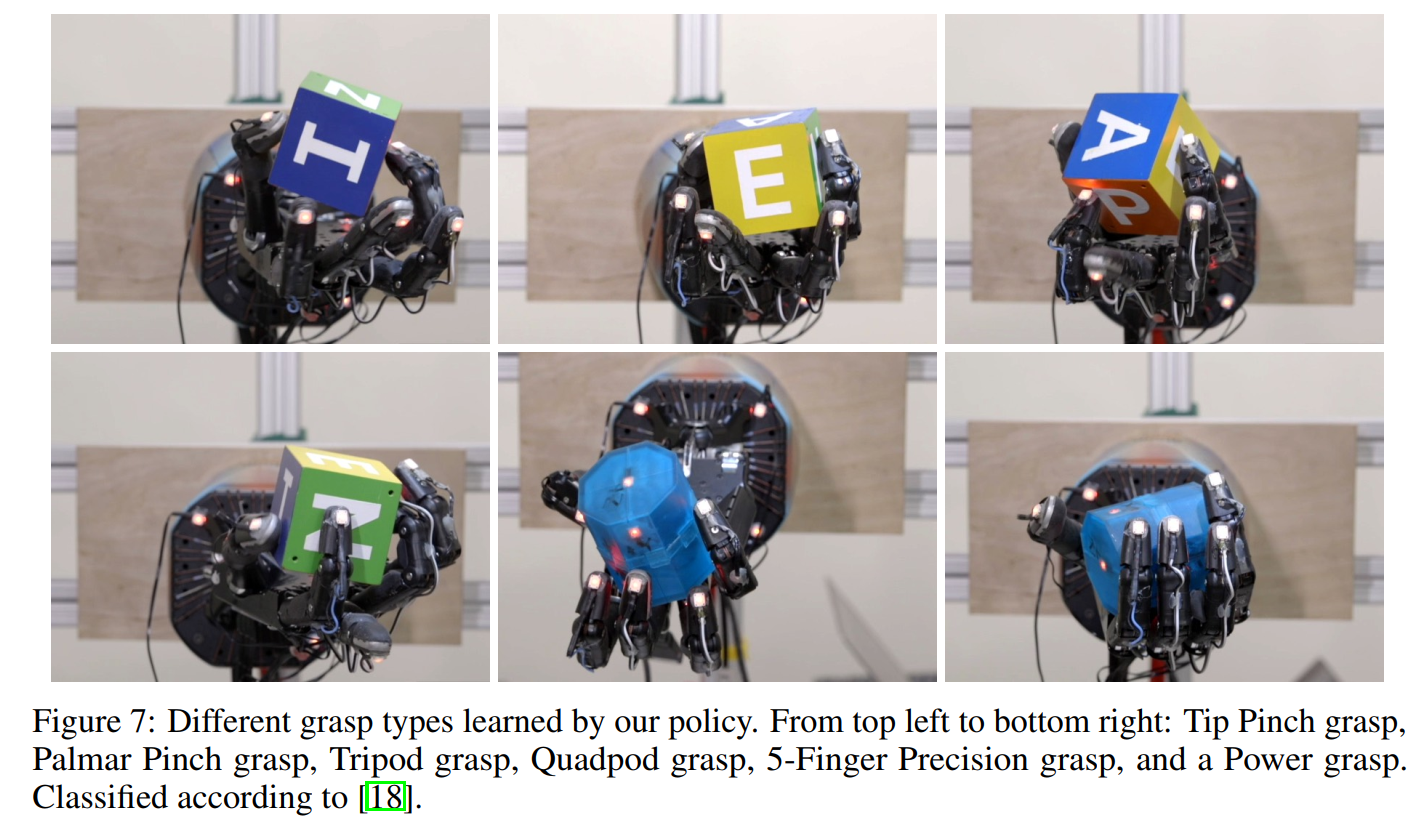 N
I
A
E
A
P
E
I
N
Figure 7: Different grasp types learned by our policy. From top left to bottom right: Tip Pinch grasp,
Palmar Pinch grasp, Tripod grasp, Quadpod grasp, 5-Finger Precision grasp, and a Power grasp.
Classified according to [18].